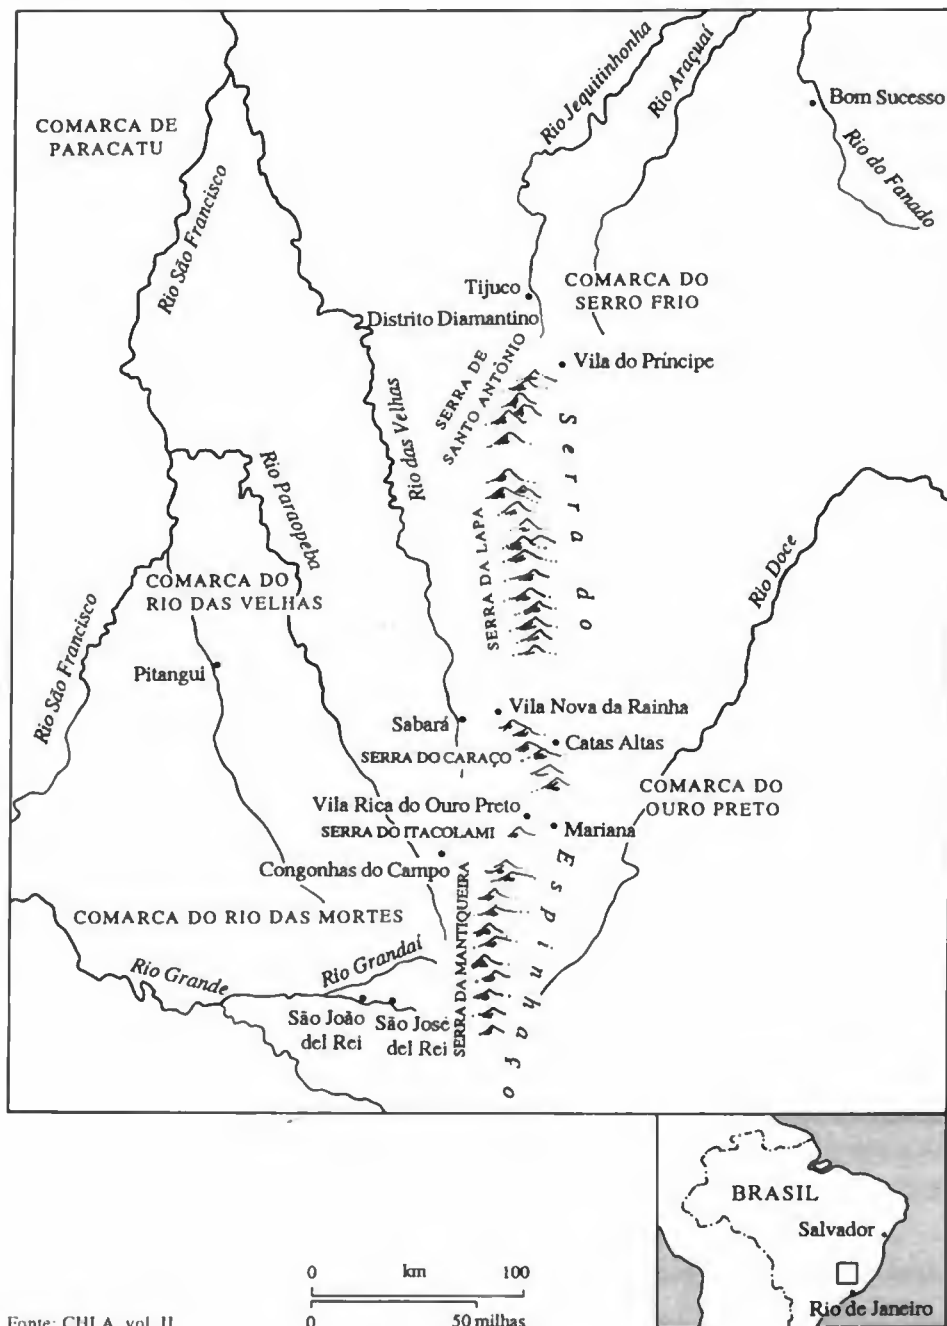 Rio Jequitinhonha
Rio Araçuaí
Bom Sucesso
COMARCA DE
PARACATU
Rio do Fanado
Rio São Francisco
Tijuco
Distrito Diamantino
COMARCA DO
SERRO FRIO
Vila do Príncipe
SERRA DE
SANTO ANTÔNIO
Rio das Velhas
Rio Paraopeba
SERRA DA LAPA
Serra do Espinhaço
Rio Doce
COMARCA DO
RIO DAS VELHAS
Rio São Francisco
Pitangui
Vila Nova da Rainha
Sabará
Catas Altas
SERRA DO CARAÇO
COMARCA DO
OURO PRETO
Vila Rica do Ouro Preto
Mariana
SERRA DO ITACOLAMI
Congonhas do Campo
SERRA DA MANTIQUEIRA
COMARCA DO RIO DAS MORTES
Rio Grandaí
Rio Grande
São João
del Rei
São José
del Rei
BRASIL
Salvador
Rio de Janeiro
0 km 100
0 50 milhas
Fonte: CHLA, vol. II